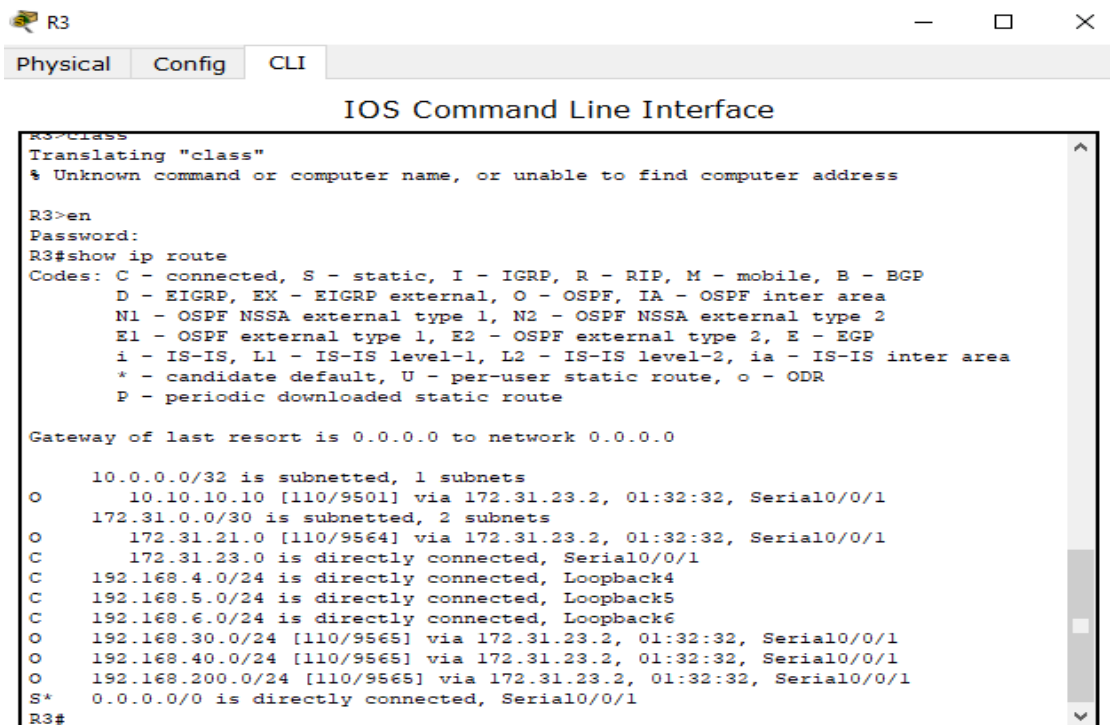 R3
Physical Config CLI
IOS Command Line Interface
R3>class
Translating "class"
% Unknown command or computer name, or unable to find computer address
R3>en
Password:
R3#show ip route
Codes: C - connected, S - static, I - IGRP, R - RIP, M - mobile, B - BGP
D - EIGRP, EX - EIGRP external, O - OSPF, IA - OSPF inter area
N1 - OSPF NSSA external type 1, N2 - OSPF NSSA external type 2
E1 - OSPF external type 1, E2 - OSPF external type 2, E - EGP
i - IS-IS, L1 - IS-IS level-1, L2 - IS-IS level-2, ia - IS-IS inter area
* - candidate default, U - per-user static route, o - ODR
P - periodic downloaded static route
Gateway of last resort is 0.0.0.0 to network 0.0.0.0
10.0.0.0/32 is subnetted, 1 subnets
O 10.10.10.10 [110/9501] via 172.31.23.2, 01:32:32, Serial0/0/1
172.31.0.0/30 is subnetted, 2 subnets
O 172.31.21.0 [110/9564] via 172.31.23.2, 01:32:32, Serial0/0/1
C 172.31.23.0 is directly connected, Serial0/0/1
C 192.168.4.0/24 is directly connected, Loopback4
C 192.168.5.0/24 is directly connected, Loopback5
C 192.168.6.0/24 is directly connected, Loopback6
O 192.168.30.0/24 [110/9565] via 172.31.23.2, 01:32:32, Serial0/0/1
O 192.168.40.0/24 [110/9565] via 172.31.23.2, 01:32:32, Serial0/0/1
O 192.168.200.0/24 [110/9565] via 172.31.23.2, 01:32:32, Serial0/0/1
S* 0.0.0.0/0 is directly connected, Serial0/0/1
R3#